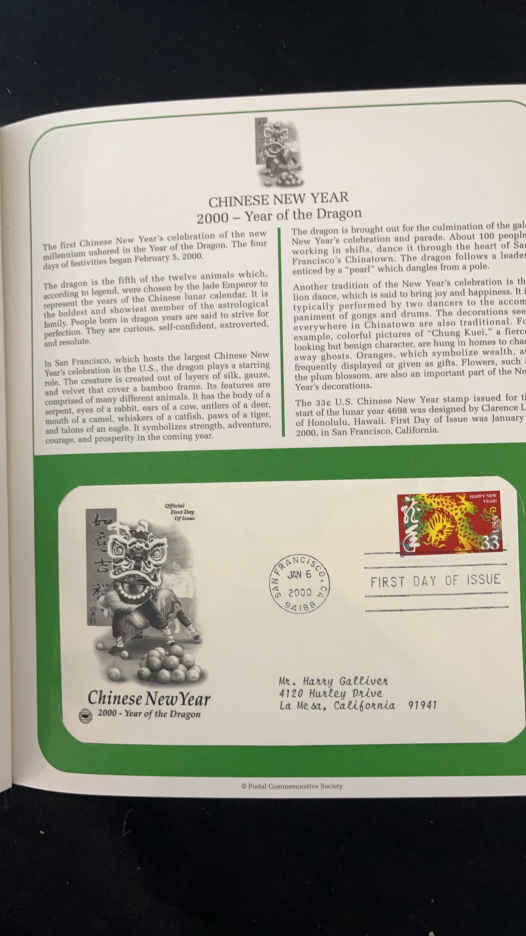 CHINESE NEW YEAR
2000 – Year of the Dragon
The first Chinese New Year's celebration of the new
millennium ushered in the Year of the Dragon. The four
days of festivities began February 5, 2000.
The dragon is the fifth of the twelve animals which,
according to legend, were chosen by the Jade Emperor to
represent the years of the Chinese lunar calendar. It is
the boldest and showiest member of the astrological
family. People born in dragon years are said to strive for
perfection. They are curious, self-confident, extroverted,
and resolute.
In San Francisco, which hosts the largest Chinese New
Year's celebration in the U.S., the dragon plays a starring
role. The creature is created out of layers of silk, gauze,
and velvet that cover a bamboo frame. Its features are
comprised of many different animals. It has the body of a
serpent, eyes of a rabbit, ears of a cow, antlers of a deer,
mouth of a camel, whiskers of a catfish, paws of a tiger,
and talons of an eagle. It symbolizes strength, adventure,
courage, and prosperity in the coming year.
The dragon is brought out for the culmination of the
New Year's celebration and parade. About 100 people
working in shifts, dance it through the heart of
Francisco's Chinatown. The dragon follows a leader
enticed by a "pearl" which dangles from a pole.
Another tradition of the New Year's celebration is
lion dance, which is said to bring joy and happiness. It
typically performed by two dancers to the
paniment of gongs and drums. The decorations
everywhere in Chinatown are also traditional.
example, colorful pictures of "Chung Kuei," a
looking but benign character, are hung in homes to
away ghosts. Oranges, which symbolize wealth,
frequently displayed or given as gifts. Flowers, such
the plum blossom, are also an important part of the
Year's decorations.
The 33¢ U.S. Chinese New Year stamp issued for
start of the lunar year 4698 was designed by Clarence
of Honolulu, Hawaii. First Day of Issue was January
2000, in San Francisco, California.
Official
First Day
Of Issue
如
意
吉
祥
Chinese New Year
2000 - Year of the Dragon
SAN FRANCISCO, CA
JAN 6
2000
94188
HAPPY NEW
YEAR!
龍年
33
FIRST DAY OF ISSUE
Mr. Harry Galliver
4120 Hurley Drive
La Mesa, California 91941
© Postal Commemorative Society